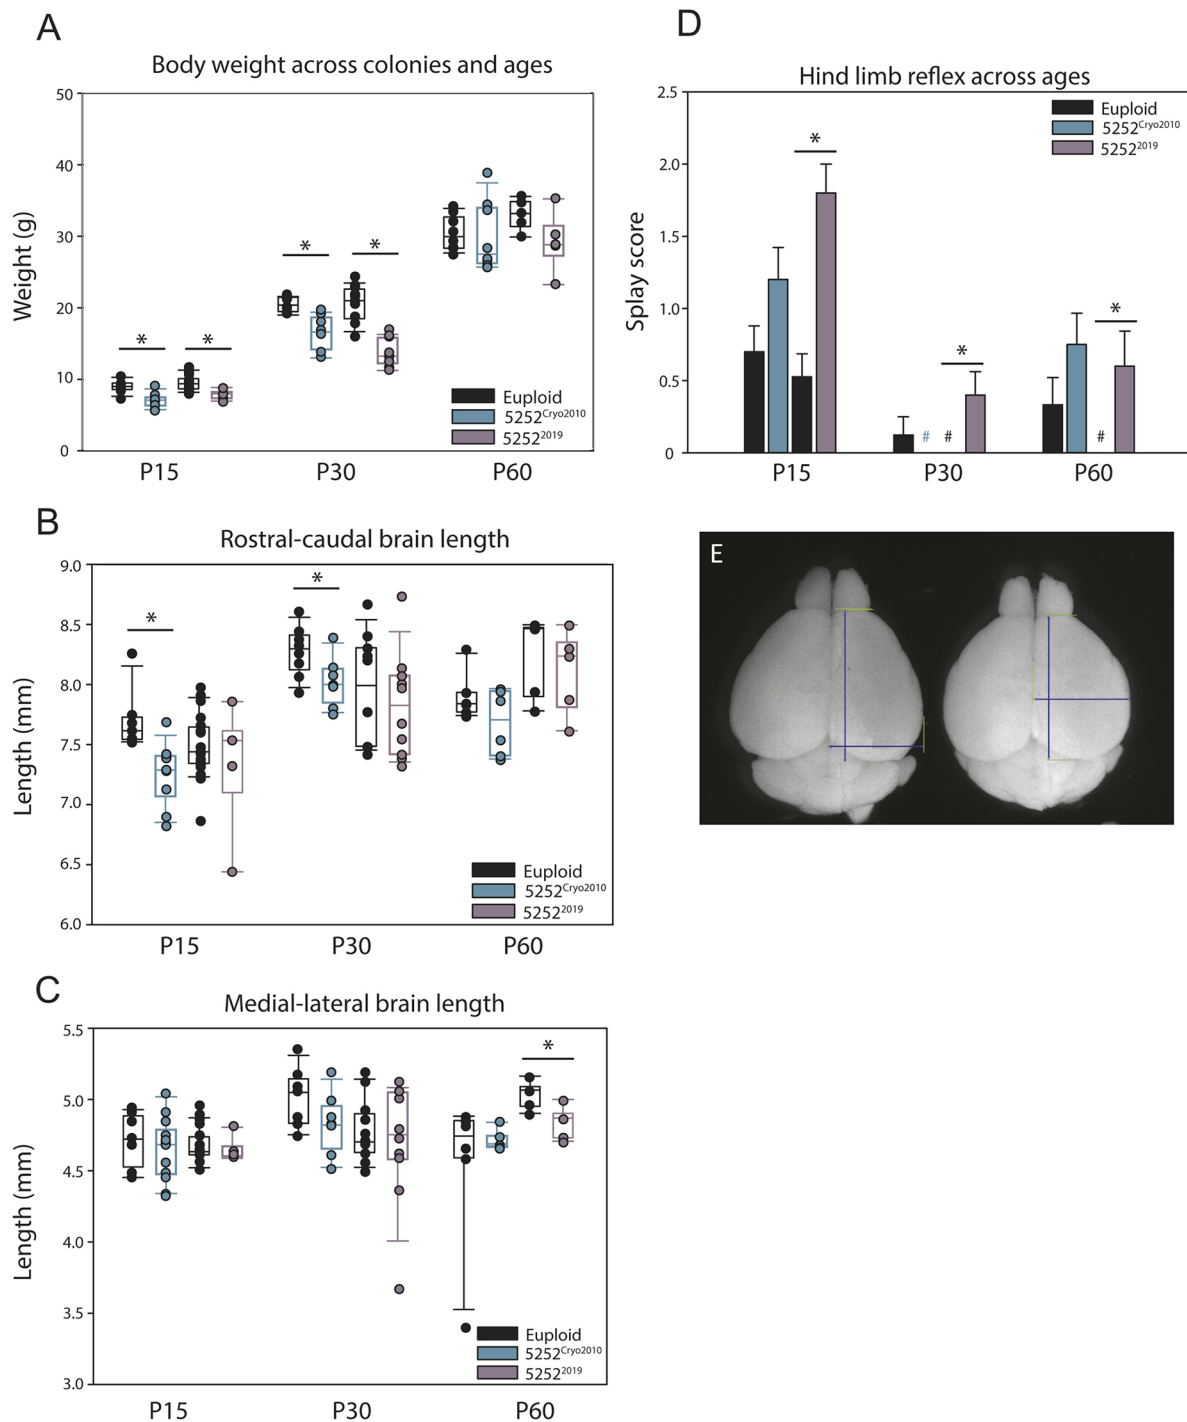 A
Body weight across colonies and ages
Weight (g)
50
40
30
20
10
0
*
*
*
*
Euploid
5252Cryo2010
52522019
P15
P30
P60
B
Rostral-caudal brain length
Length (mm)
9.0
8.5
8.0
7.5
7.0
6.5
6.0
*
*
Euploid
5252Cryo2010
52522019
P15
P30
P60
C
Medial-lateral brain length
Length (mm)
5.5
5.0
4.5
4.0
3.5
3.0
*
Euploid
5252Cryo2010
52522019
P15
P30
P60
D
Hind limb reflex across ages
Splay score
2.5
2.0
1.5
1.0
0.5
0
Euploid
5252Cryo2010
52522019
*
*
*
# #
#
P15
P30
P60
E